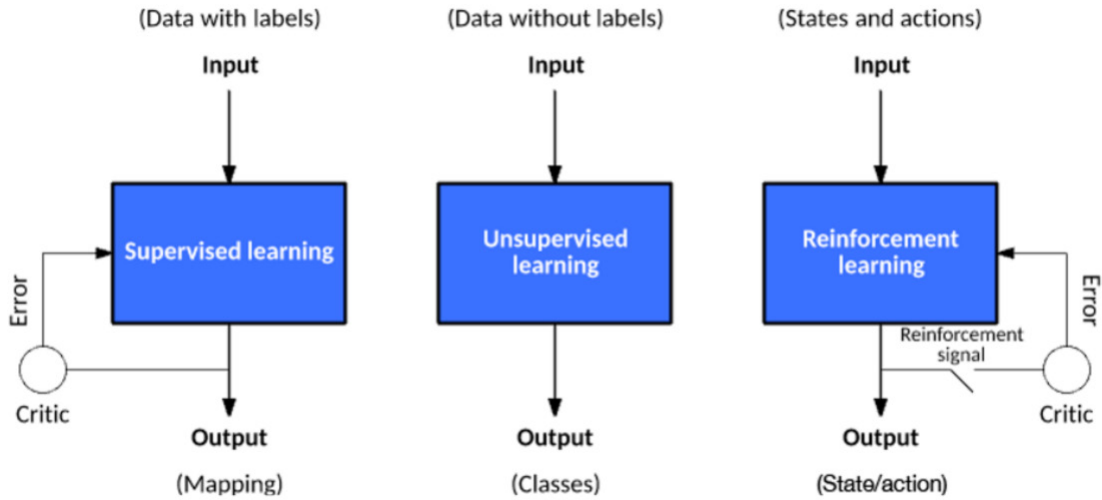 (Data with labels)
Input
Supervised learning
Error
Critic
Output
(Mapping)
(Data without labels)
Input
Unsupervised
learning
Output
(Classes)
(States and actions)
Input
Reinforcement
learning
Error
Reinforcement
signal
Critic
Output
(State/action)